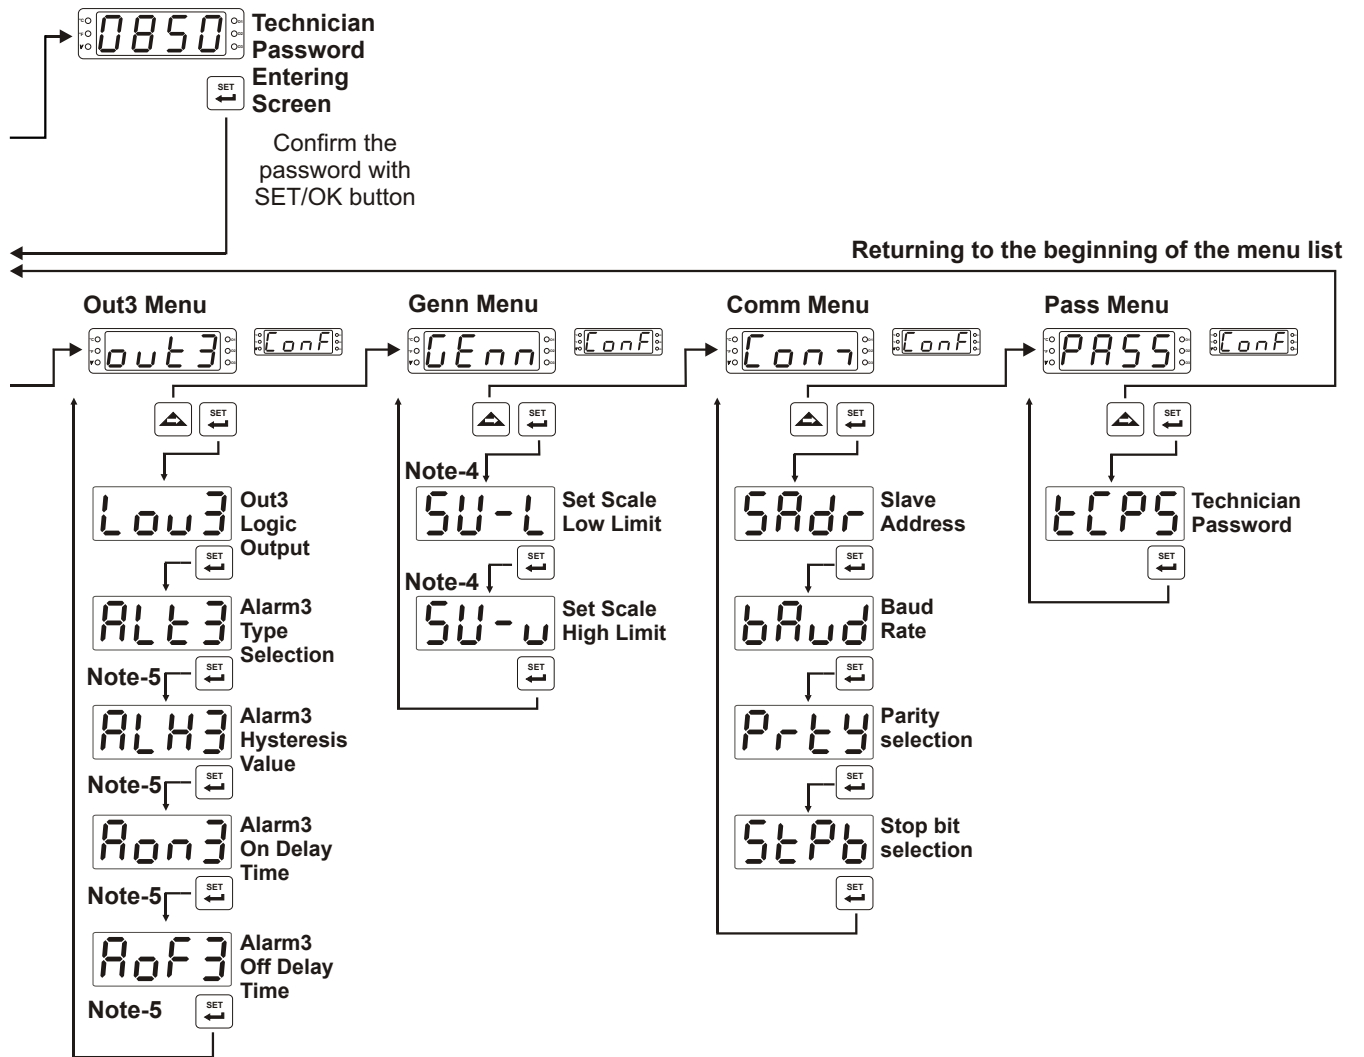 0850
Technician
Password
Entering
Screen
SET
Confirm the
password with
SET/OK button
Returning to the beginning of the menu list
Out3 Menu
out3
ConF
SET
Lou3
Out3
Logic
Output
SET
ALt3
Alarm3
Type
Selection
Note-5
SET
ALH3
Alarm3
Hysteresis
Value
Note-5
SET
Aon3
Alarm3
On Delay
Time
Note-5
SET
AoF3
Alarm3
Off Delay
Time
Note-5
SET
Genn Menu
GEnn
ConF
SET
Note-4
SU-L
Set Scale
Low Limit
SET
Note-4
SU-u
Set Scale
High Limit
SET
Comm Menu
ConF
SET
SAdr
Slave
Address
SET
bAud
Baud
Rate
SET
PrtY
Parity
selection
SET
StPb
Stop bit
selection
SET
Pass Menu
PASS
ConF
SET
tCPS
Technician
Password
SET